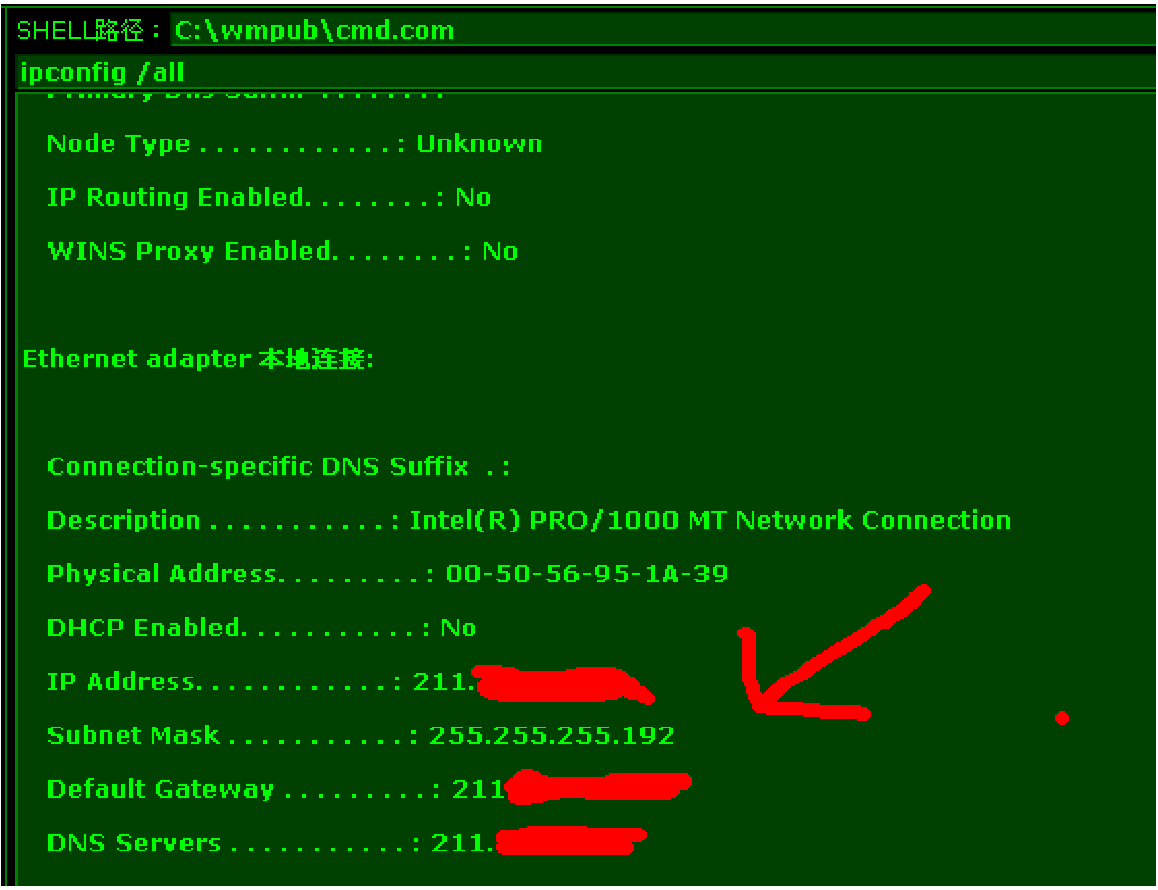 SHELL路径： C:\wmpub\cmd.com
ipconfig /all
Node Type . . . . . . . . . . . . : Unknown
IP Routing Enabled. . . . . . . . : No
WINS Proxy Enabled. . . . . . . . : No
Ethernet adapter 本地连接:
Connection-specific DNS Suffix  . :
Description . . . . . . . . . . . : Intel(R) PRO/1000 MT Network Connection
Physical Address. . . . . . . . . : 00-50-56-95-1A-39
DHCP Enabled. . . . . . . . . . . : No
IP Address. . . . . . . . . . . . : 211.
Subnet Mask . . . . . . . . . . . : 255.255.255.192
Default Gateway . . . . . . . . . : 211
DNS Servers . . . . . . . . . . . : 211.